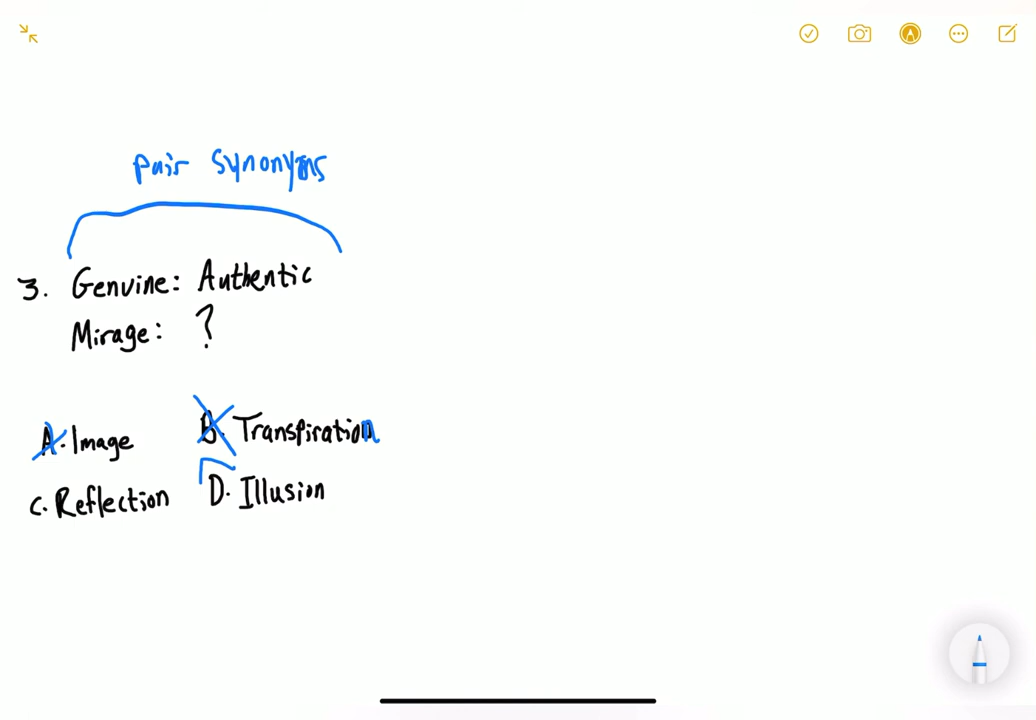 pair synonyms
3. Genuine: Authentic
Mirage: ?
A. Image B. Transpiration
C. Reflection D. Illusion